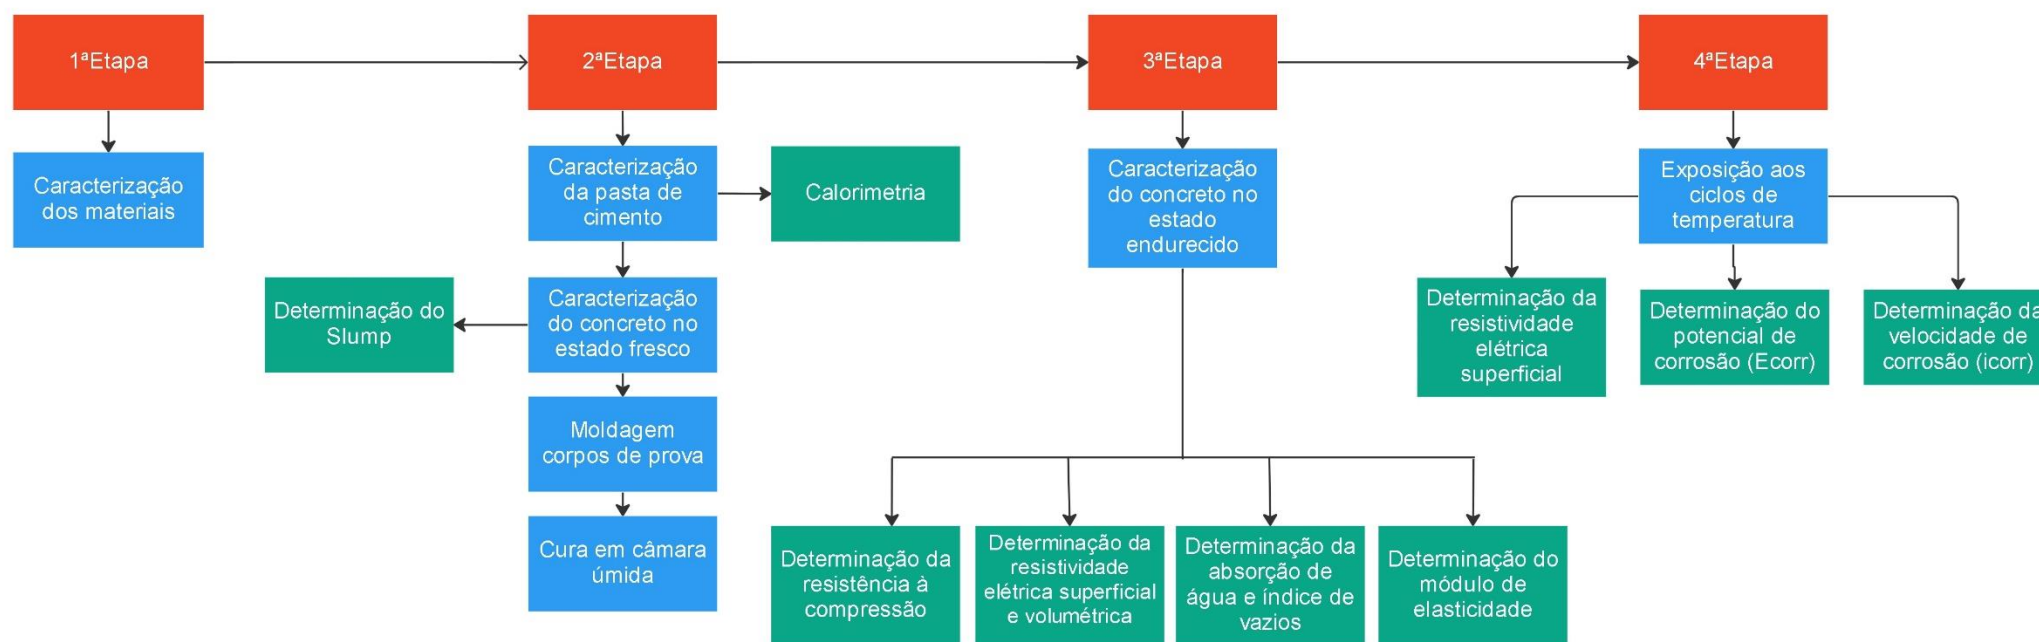 1ªEtapa
2ªEtapa
3ªEtapa
4ªEtapa
Caracterização
dos materiais
Caracterização
da pasta de
cimento
Calorimetria
Caracterização
do concreto no
estado
endurecido
Exposição aos
ciclos de
temperatura
Determinação do
Slump
Caracterização
do concreto no
estado fresco
Determinação da
resistividade
elétrica
superficial
Determinação do
potencial de
corrosão (Ecorr)
Determinação da
velocidade de
corrosão (icorr)
Moldagem
corpos de prova
Cura em câmara
úmida
Determinação da
resistência à
compressão
Determinação da
resistividade
elétrica superficial
e volumétrica
Determinação da
absorção de
água e índice de
vazios
Determinação do
módulo de
elasticidade